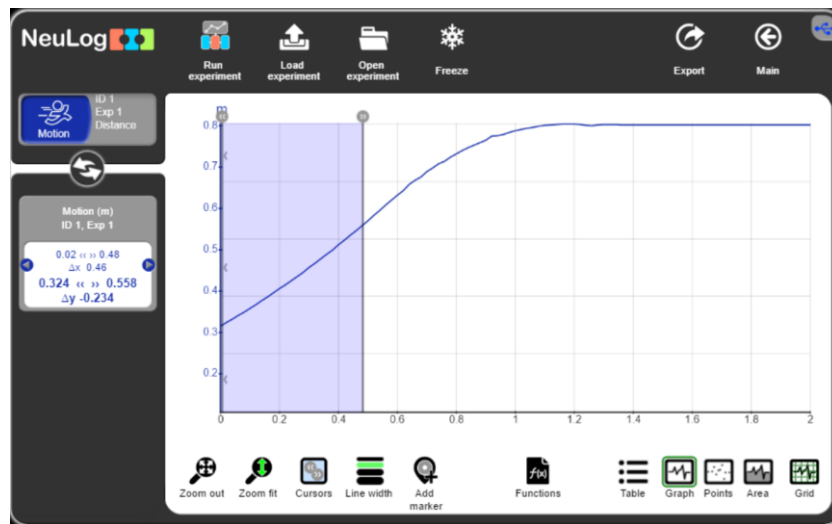 NeuLog
Run
experiment
Load
experiment
Open
experiment
Freeze
Export
Main
ID 1
Exp 1
Distance
Motion
Motion (m)
ID 1, Exp 1
0.02 ‹‹ ›› 0.48
Δx 0.46
0.324 ‹‹ ›› 0.558
Δy -0.234
m
0.8
0.7
0.6
0.5
0.4
0.3
0.2
0 0.2 0.4 0.6 0.8 1 1.2 1.4 1.6 1.8 2
Zoom out
Zoom fit
Cursors
Line width
Add
marker
f(x)
Functions
Table
Graph
Points
Area
Grid